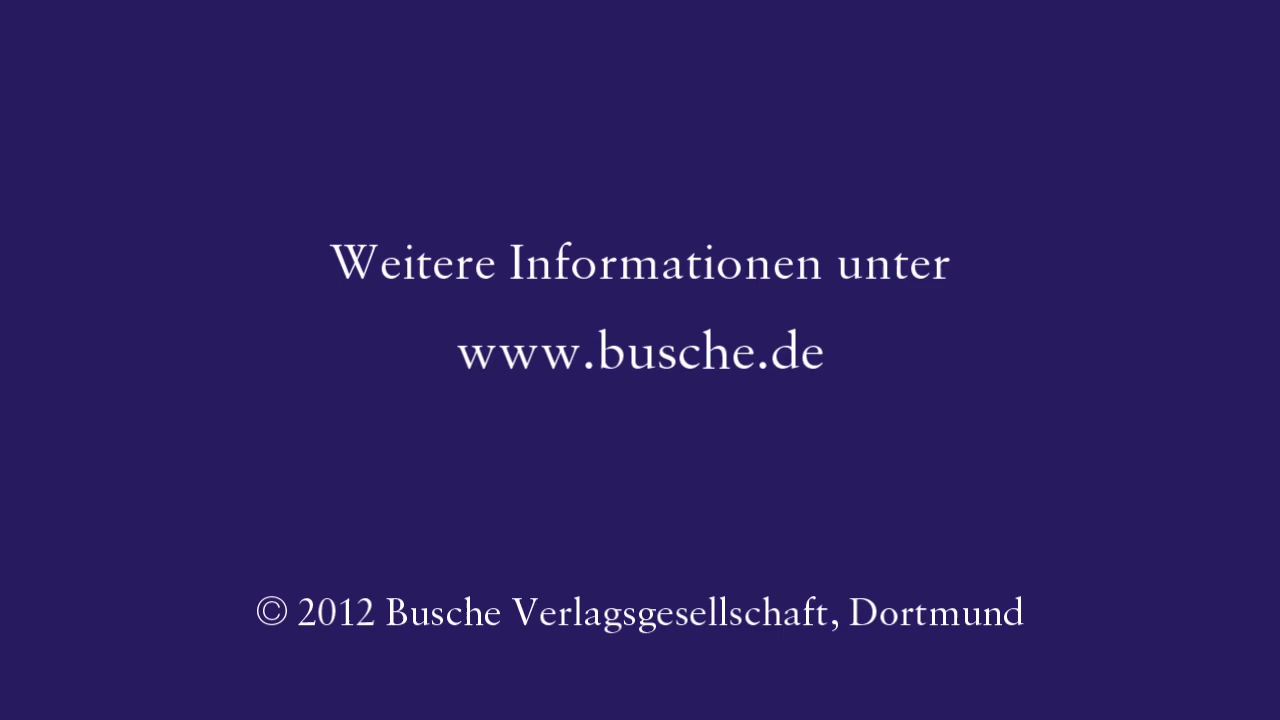 Weitere Informationen unter
www.busche.de
© 2012 Busche Verlagsgesellschaft, Dortmund